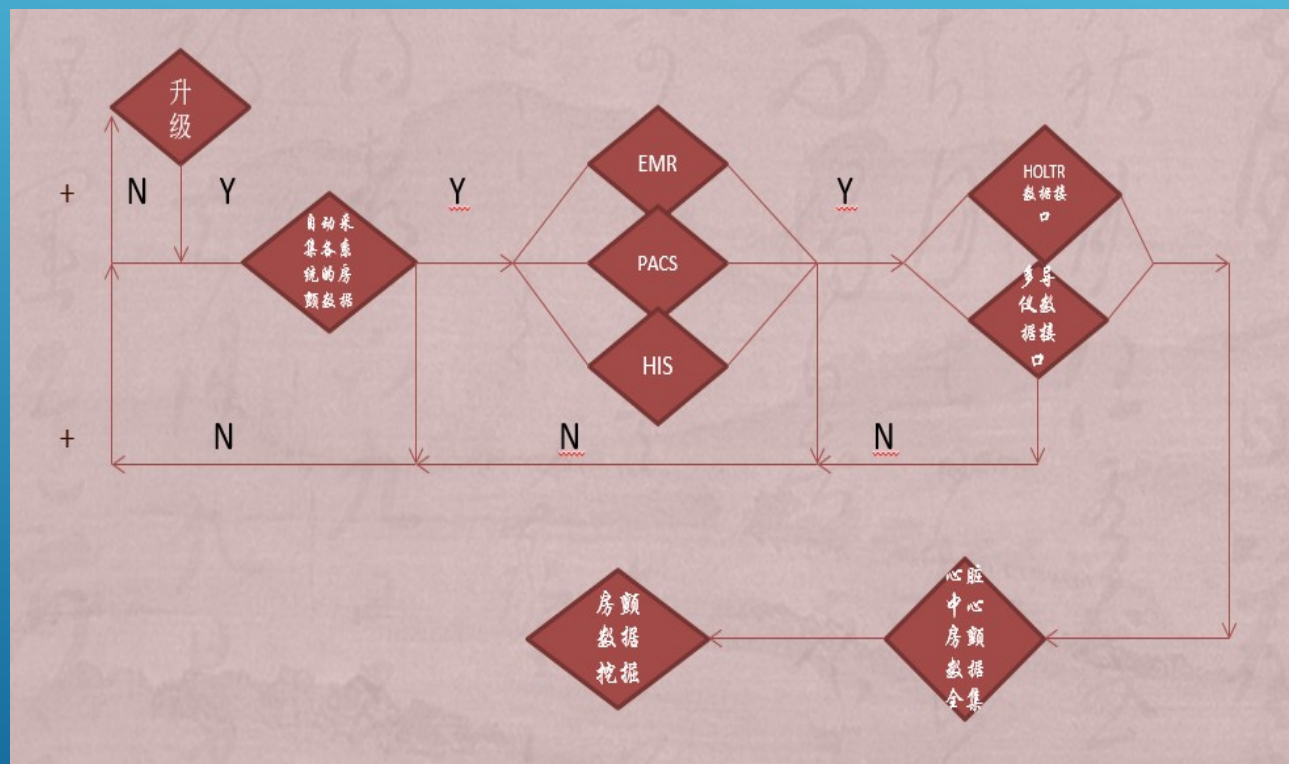 升
级
+
N
Y
自动采
集各系
统的房
颤数据
Y
EMR
PACS
HIS
Y
HOLTR
数据接
口
多导
仪数
据接
口
+
N
N
N
房颤
数据
挖掘
心脏
中心
房颤
数据
全集